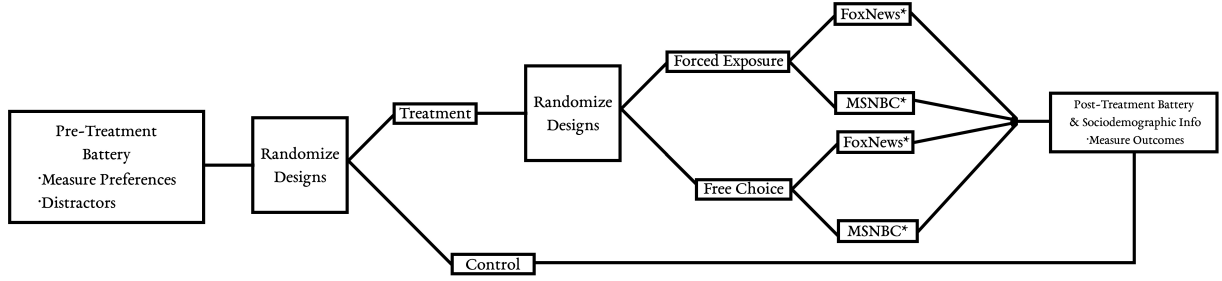 Pre-Treatment
Battery
·Measure Preferences
·Distractors
Randomize
Designs
Treatment
Control
Randomize
Designs
Forced Exposure
Free Choice
FoxNews*
MSNBC*
FoxNews*
MSNBC*
Post-Treatment Battery
& Sociodemographic Info
·Measure Outcomes